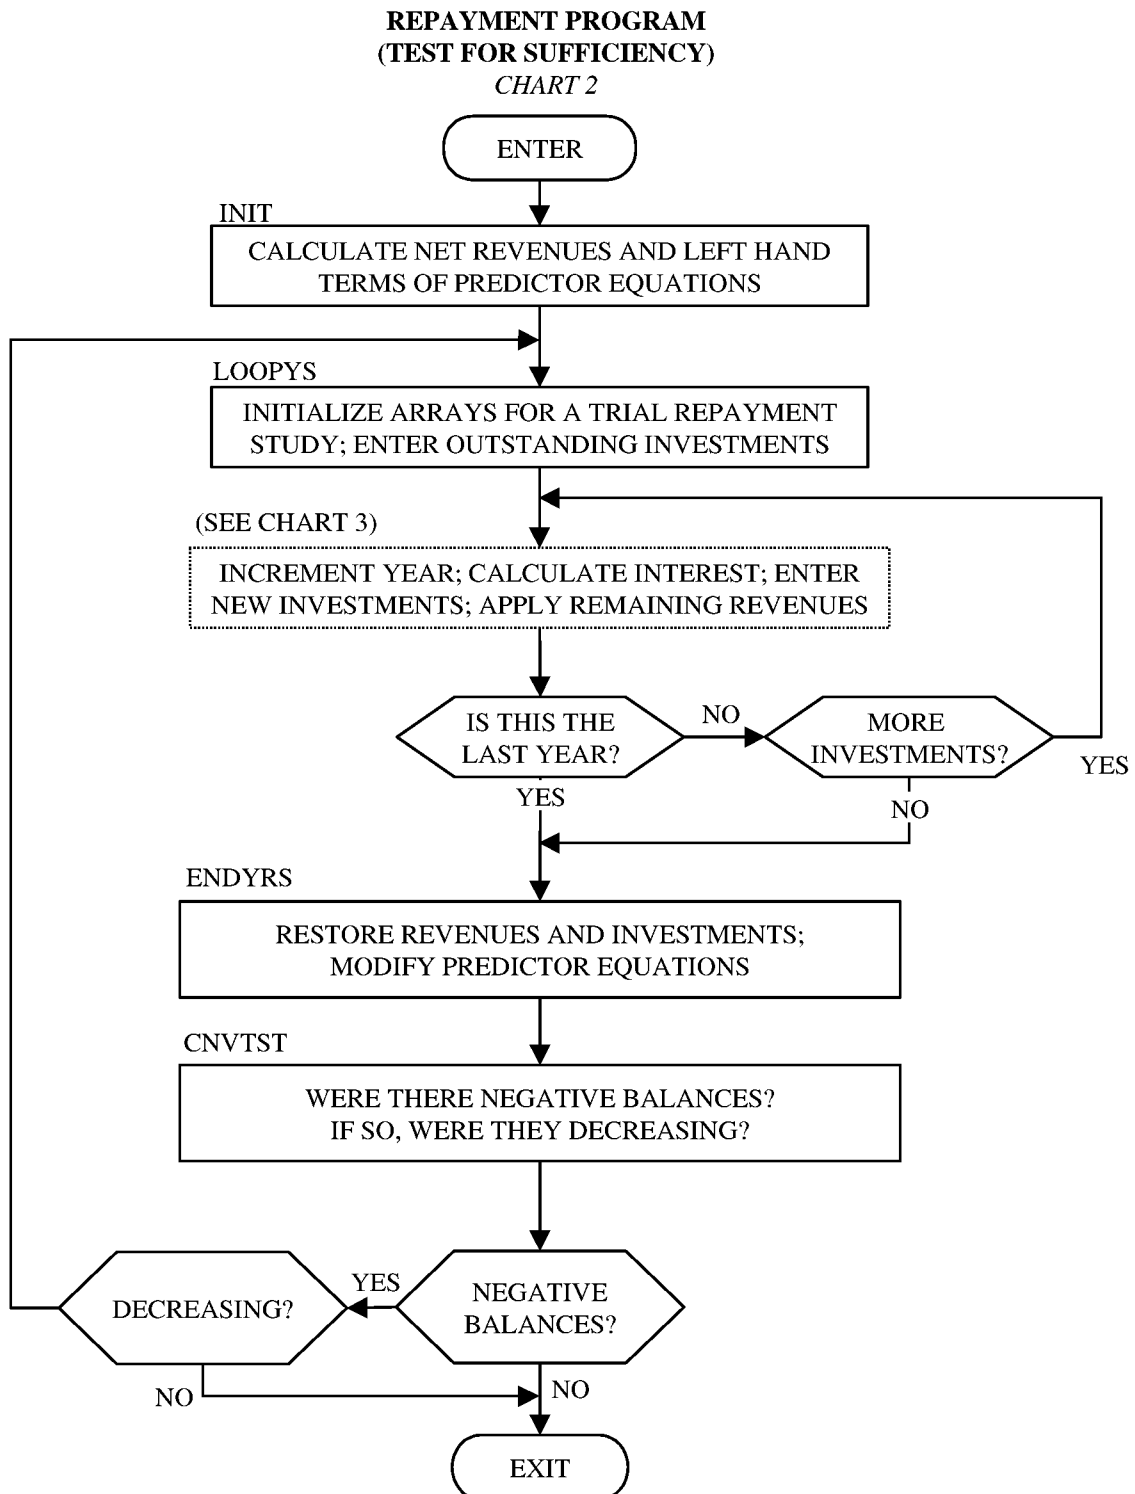 REPAYMENT PROGRAM
(TEST FOR SUFFICIENCY)
CHART 2
ENTER
INIT
CALCULATE NET REVENUES AND LEFT HAND
TERMS OF PREDICTOR EQUATIONS
LOOPYS
INITIALIZE ARRAYS FOR A TRIAL REPAYMENT
STUDY; ENTER OUTSTANDING INVESTMENTS
(SEE CHART 3)
INCREMENT YEAR; CALCULATE INTEREST; ENTER
NEW INVESTMENTS; APPLY REMAINING REVENUES
IS THIS THE
LAST YEAR?
NO
MORE
INVESTMENTS?
YES
YES
NO
ENDYRS
RESTORE REVENUES AND INVESTMENTS;
MODIFY PREDICTOR EQUATIONS
CNVTST
WERE THERE NEGATIVE BALANCES?
IF SO, WERE THEY DECREASING?
NEGATIVE
BALANCES?
YES
DECREASING?
NO
NO
EXIT